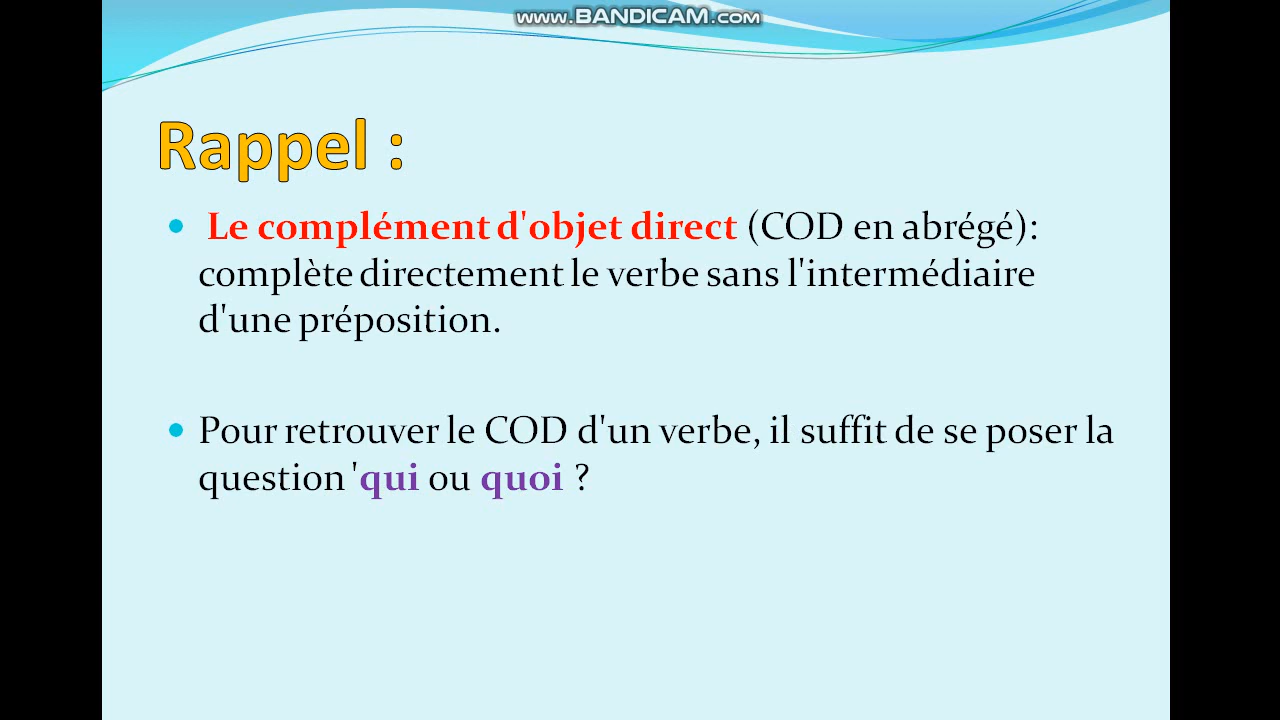 www.BANDICAM.com
Rappel :
• Le complément d'objet direct (COD en abrégé):
complète directement le verbe sans l'intermédiaire
d'une préposition.
• Pour retrouver le COD d'un verbe, il suffit de se poser la
question 'qui ou quoi ?